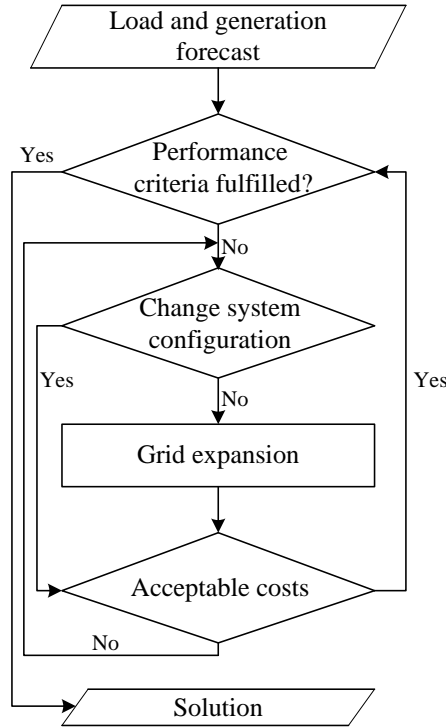 Load and generation
forecast
Yes
Performance
criteria fulfilled?
No
Change system
configuration
Yes
No
Yes
Grid expansion
Acceptable costs
No
Solution